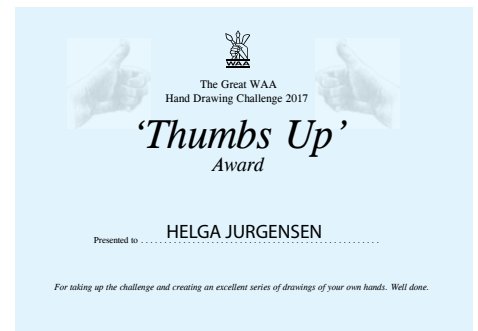 WAA
The Great WAA
Hand Drawing Challenge 2017
‘Thumbs Up’
Award
Presented to HELGA JURGENSEN
For taking up the challenge and creating an excellent series of drawings of your own hands. Well done.